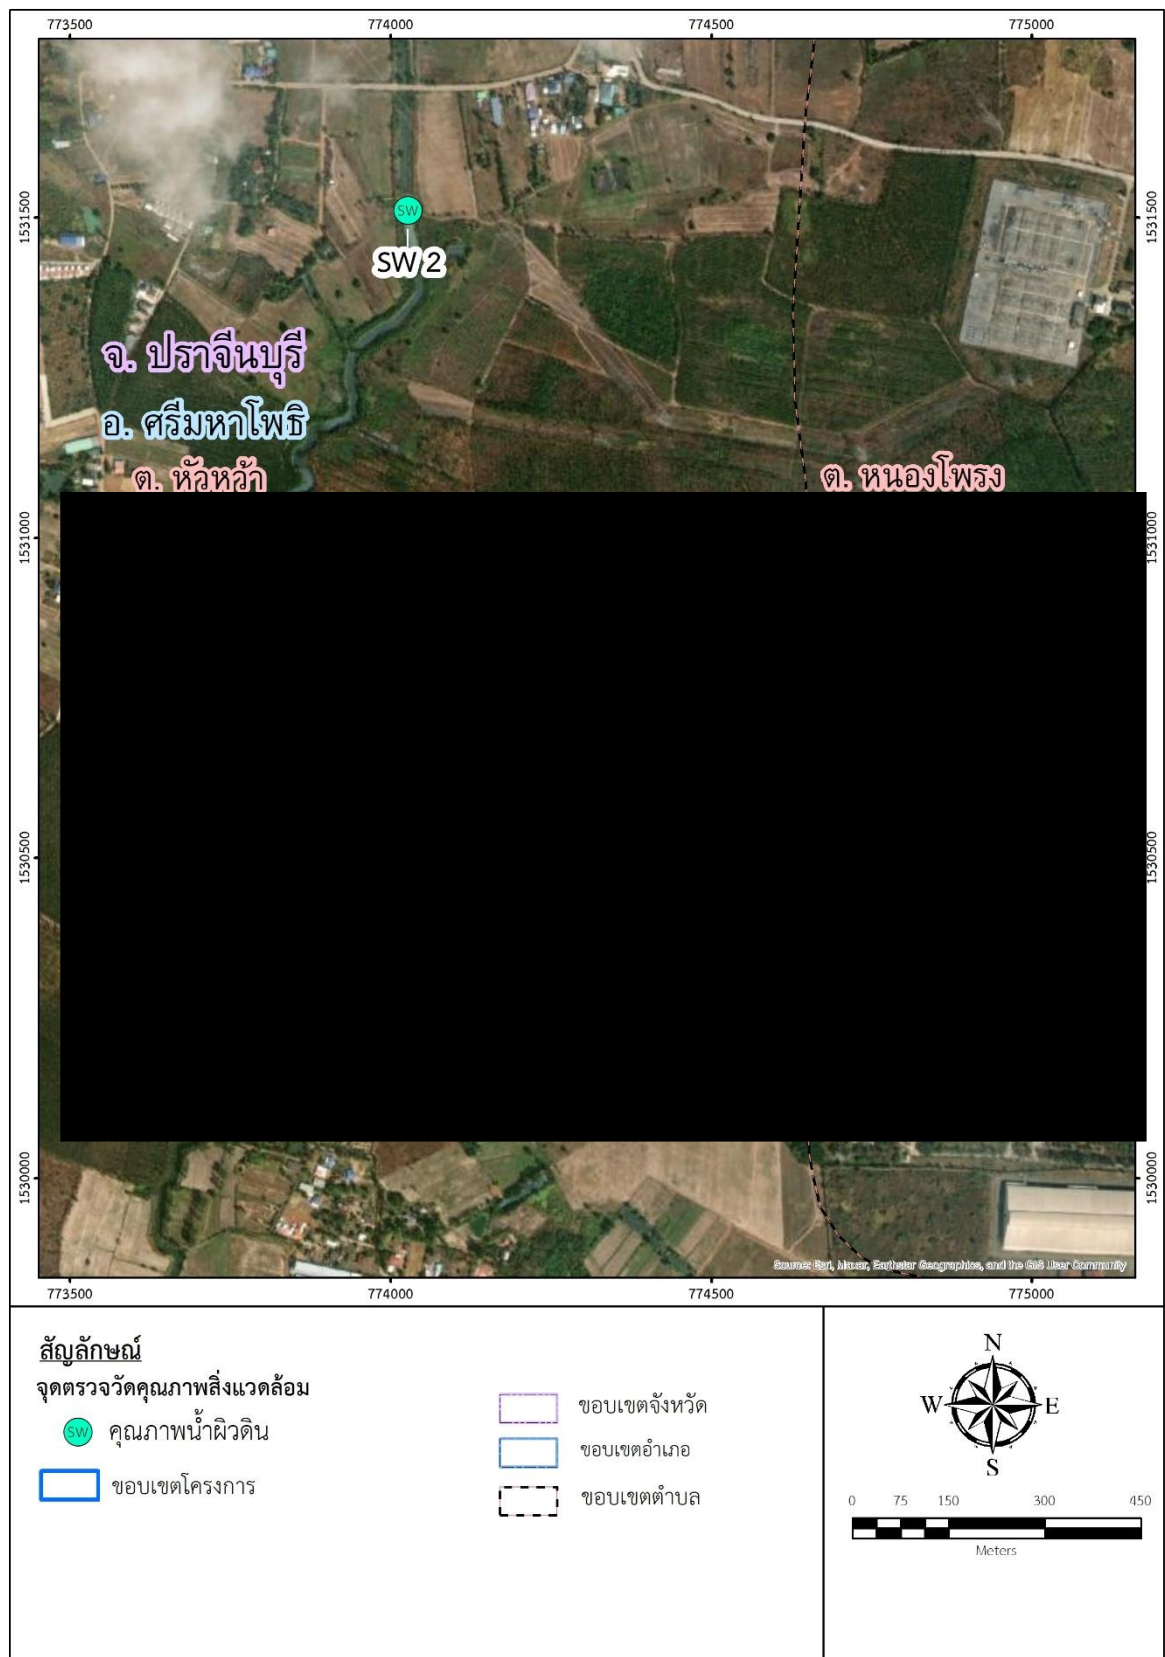 773500 774000 774500 775000
1531500 1531500
SW
SW 2
จ. ปราจีนบุรี
อ. ศรีมหาโพธิ
ต. หัวหว้า
ต. หนองโพรง
1531000 1531000
1530500 1530500
1530000 1530000
Source: Esri, Maxar, Earthstar Geographics, and the GIS User Community
773500 774000 774500 775000
สัญลักษณ์
จุดตรวจวัดคุณภาพสิ่งแวดล้อม
SW คุณภาพน้ำผิวดิน
ขอบเขตโครงการ
ขอบเขตจังหวัด
ขอบเขตอำเภอ
ขอบเขตตำบล
N
W E
S
0 75 150 300 450
Meters